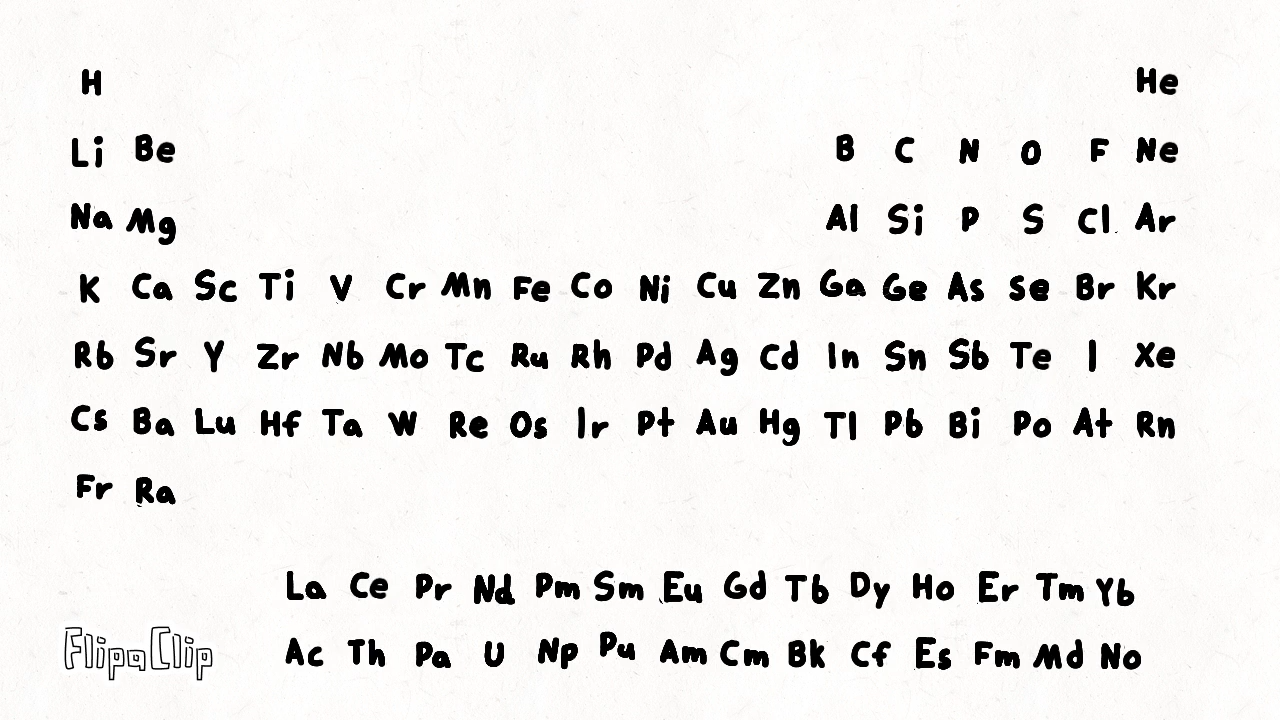 H He
Li Be B C N O F Ne
Na Mg Al Si P S Cl Ar
K Ca Sc Ti V Cr Mn Fe Co Ni Cu Zn Ga Ge As Se Br Kr
Rb Sr Y Zr Nb Mo Tc Ru Rh Pd Ag Cd In Sn Sb Te I Xe
Cs Ba Lu Hf Ta W Re Os Ir Pt Au Hg Tl Pb Bi Po At Rn
Fr Ra
La Ce Pr Nd Pm Sm Eu Gd Tb Dy Ho Er Tm Yb
Ac Th Pa U Np Pu Am Cm Bk Cf Es Fm Md No
FlipaClip